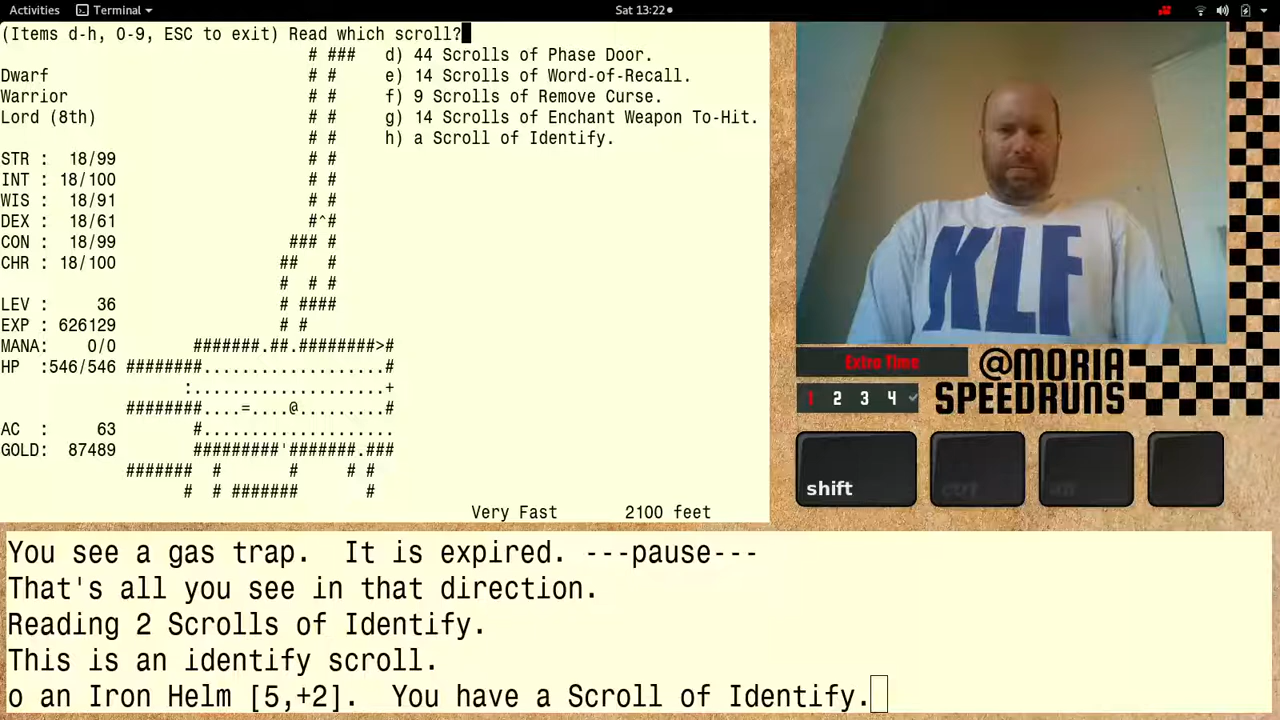 Activities Terminal Sat 13:22
(Items d-h, 0-9, ESC to exit) Read which scroll?
# ### d) 44 Scrolls of Phase Door.
Dwarf # # e) 14 Scrolls of Word-of-Recall.
Warrior # # f) 9 Scrolls of Remove Curse.
Lord (8th) # # g) 14 Scrolls of Enchant Weapon To-Hit.
# # h) a Scroll of Identify.
STR : 18/99 # #
INT : 18/100 # #
WIS : 18/91 # #
DEX : 18/61 #^#
CON : 18/99 ### #
CHR : 18/100 ## #
# # #
LEV : 36 # ####
EXP : 626129 # #
MANA: 0/0 #######.##.########>#
HP :546/546 ########...................#
:.....................+
########....=....@.........#
AC : 63 #....................
GOLD: 87489 #########'#######.###
####### # # # #
# # ####### #
Very Fast 2100 feet
KLF
Extra Time
1 2 3 4 ✓
@MORIA
SPEEDRUNS
shift ctrl alt
You see a gas trap. It is expired. ---pause---
That's all you see in that direction.
Reading 2 Scrolls of Identify.
This is an identify scroll.
o an Iron Helm [5,+2]. You have a Scroll of Identify.